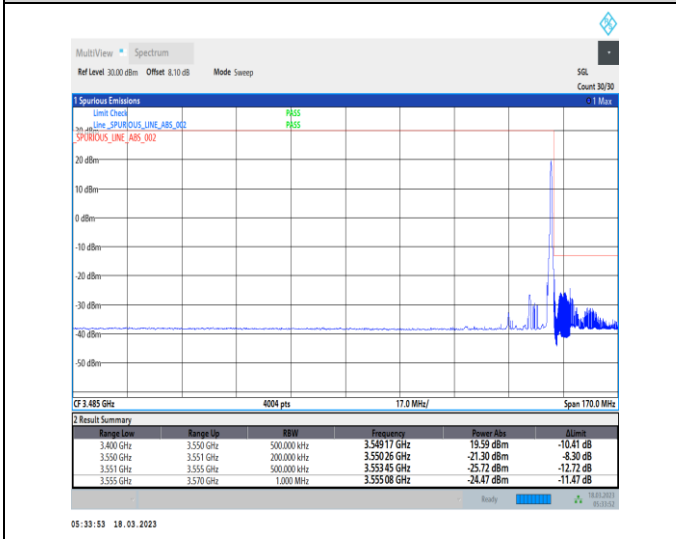 MultiView Spectrum
Ref Level 30.00 dBm Offset 8.10 dB Mode Sweep SGL
Count 30/30
1 Spurious Emissions 1 Max
Limit Check PASS
Line _SPURIOUS_LINE_ABS_002 PASS
_SPURIOUS_LINE_ABS_002
20 dBm
10 dBm
0 dBm
-10 dBm
-20 dBm
-30 dBm
-40 dBm
-50 dBm
CF 3.485 GHz 4004 pts 17.0 MHz/ Span 170.0 MHz
2 Result Summary
Range Low Range Up RBW Frequency Power Abs ΔLimit
3.400 GHz 3.550 GHz 500.000 kHz 3.549 17 GHz 19.59 dBm -10.41 dB
3.550 GHz 3.551 GHz 200.000 kHz 3.550 26 GHz -21.30 dBm -8.30 dB
3.551 GHz 3.555 GHz 500.000 kHz 3.553 45 GHz -25.72 dBm -12.72 dB
3.555 GHz 3.570 GHz 1.000 MHz 3.555 08 GHz -24.47 dBm -11.47 dB
Ready 18.03.2023
05:33:52
05:33:53 18.03.2023